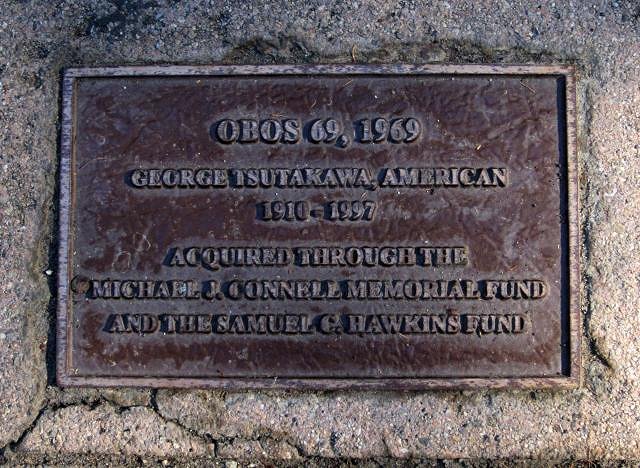 OBOS 69, 1969
GEORGE TSUTAKAWA, AMERICAN
1910 - 1997
ACQUIRED THROUGH THE
MICHAEL J. CONNELL MEMORIAL FUND
AND THE SAMUEL C. HAWKINS FUND